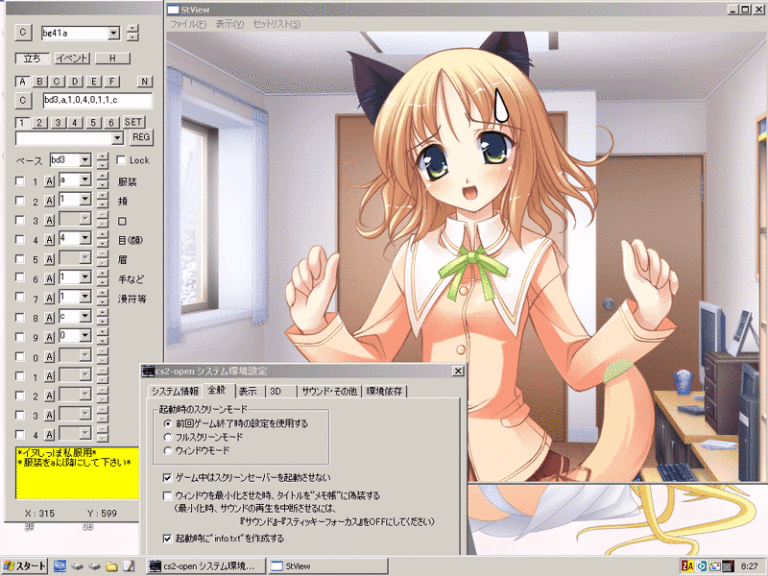 StView
ファイル(F) 表示(V) セットリスト(S)
C bg41a
立ち イベント H
A B C D E F N
C bd3,a,1,0,4,0,1,1,c
1 2 3 4 5 6 SET
REG
ベース bd3 Lock
1 A a 服装
2 A 1 頬
3 A 口
4 A 4 目(顔)
5 A 眉
6 A 1 手など
7 A 1 漫符等
8 A c
9 A 0
0 A
1 A
2 A
3 A
4 A
*イヌしっぽ私服用*
*服装をa以降にして下さい*
X : 315 Y : 599
cs2-open システム環境設定
システム情報 全般 表示 3D サウンド・その他 環境依存
起動時のスクリーンモード
前回ゲーム終了時の設定を使用する
フルスクリーンモード
ウィンドウモード
ゲーム中はスクリーンセーバーを起動させない
ウィンドウを最小化させた時、タイトルを"メモ帳"に偽装する
(最小化時、サウンドの再生を中断させるには、
『サウンド』-『スティッキーフォーカス』をOFFにしてください)
起動時に"info.txt"を作成する
スタート cs2-open システム環境... StView 8:27